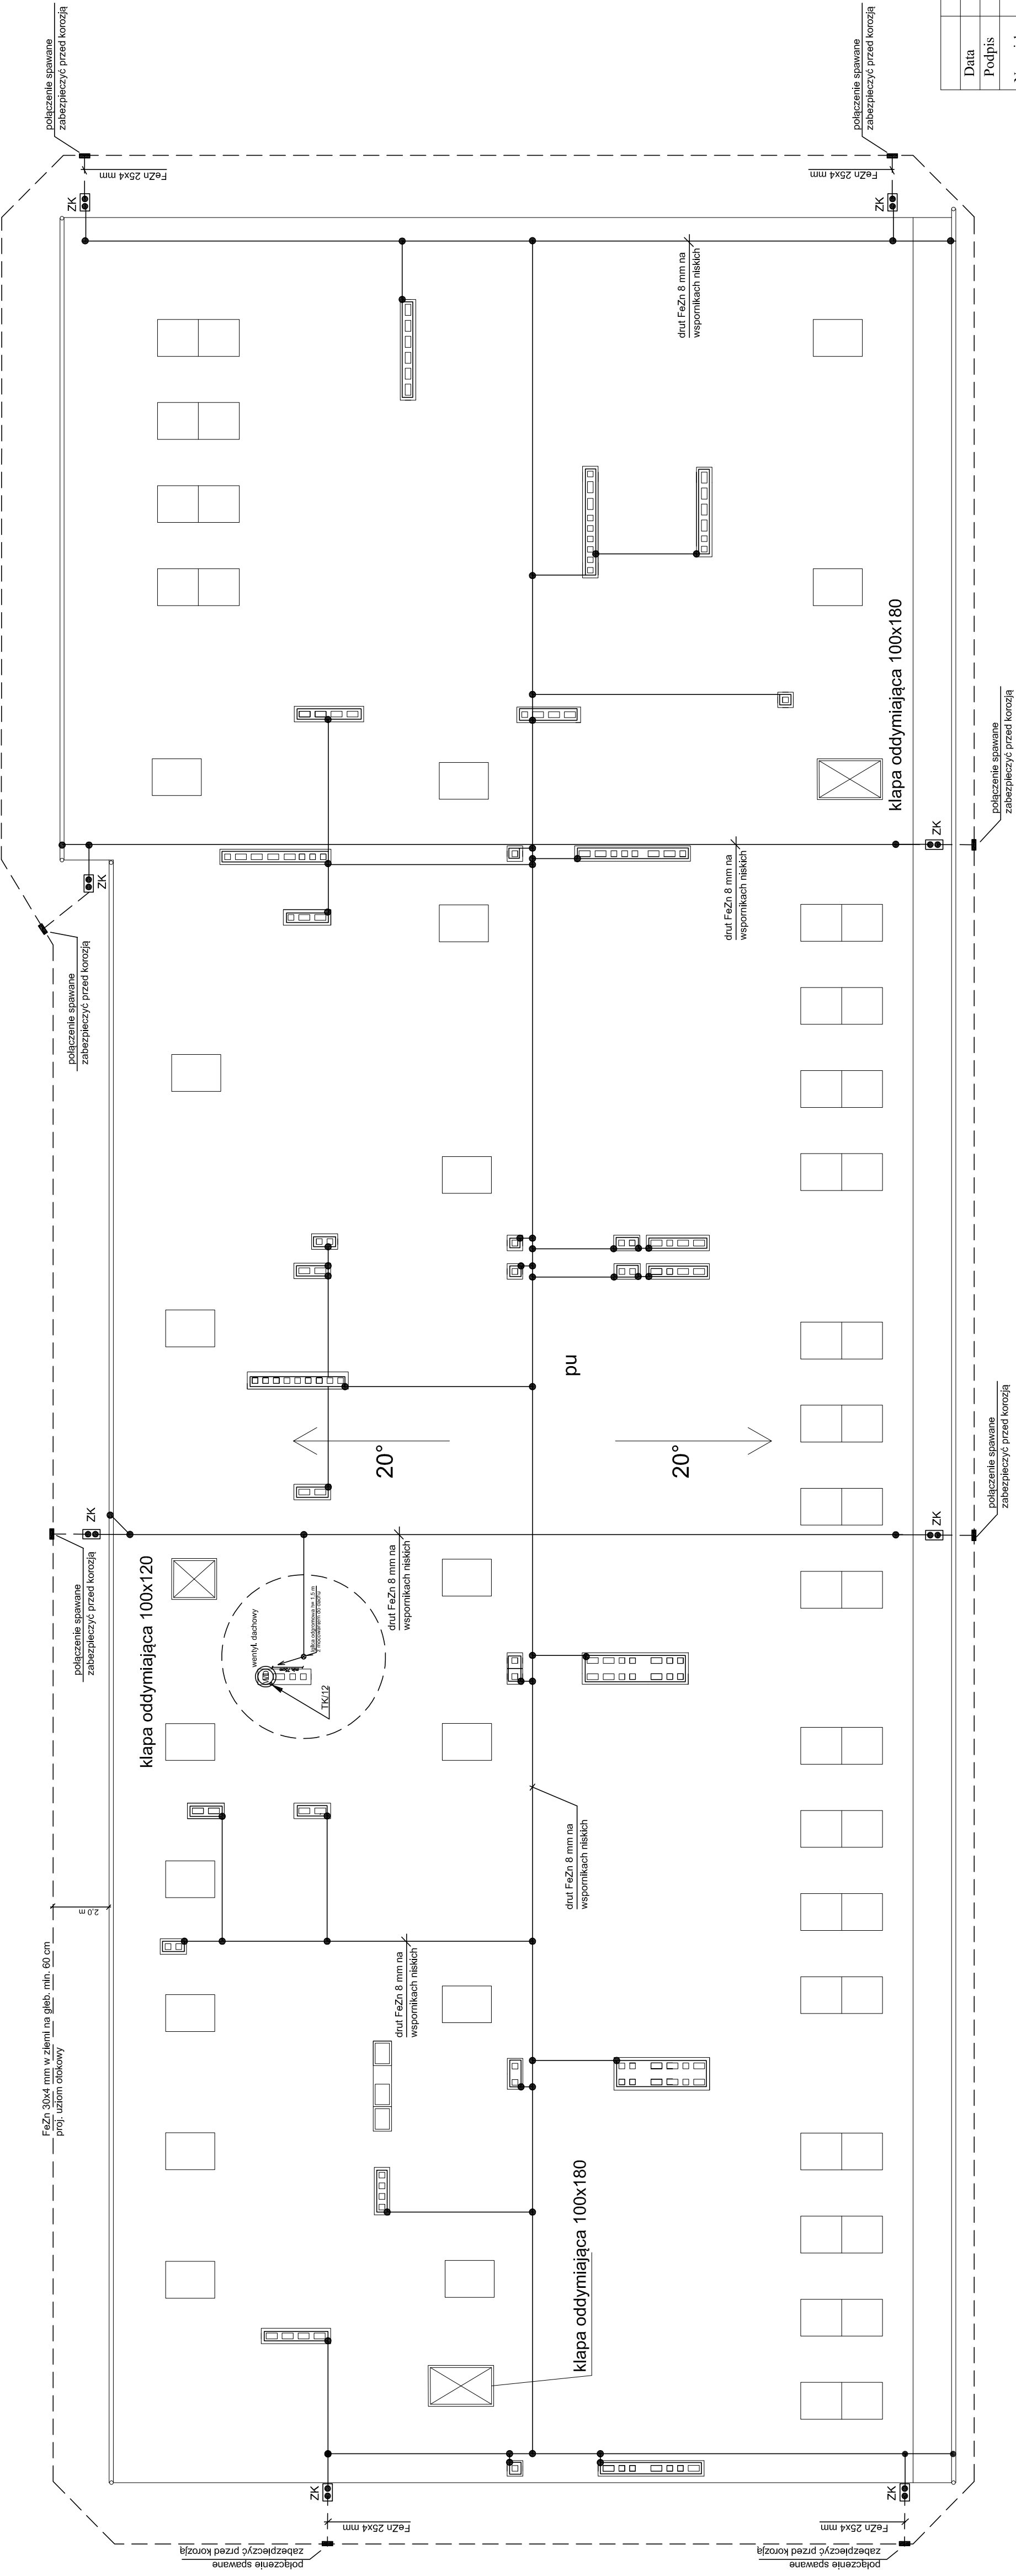 połączenie spawane
zabezpieczyć przed korozją
FeZn 25x4 mm
ZK
połączenie spawane
zabezpieczyć przed korozją
FeZn 25x4 mm
ZK
Data
Podpis
drut FeZn 8 mm na
wspornikach niskich
klapa oddymiająca 100x180
ZK
połączenie spawane
zabezpieczyć przed korozją
drut FeZn 8 mm na
wspornikach niskich
ZK
połączenie spawane
zabezpieczyć przed korozją
pd
20°
20°
ZK
połączenie spawane
zabezpieczyć przed korozją
ZK
połączenie spawane
zabezpieczyć przed korozją
klapa oddymiająca 100x120
drut FeZn 8 mm na
wspornikach niskich
wentyl. dachowy
TK/12
drut FeZn 8 mm na
wspornikach niskich
2,0 m
FeZn 30x4 mm w ziemi na głęb. min. 60 cm
proj. uziom otokowy
drut FeZn 8 mm na
wspornikach niskich
klapa oddymiająca 100x180
ZK
FeZn 25x4 mm
połączenie spawane
zabezpieczyć przed korozją
ZK
FeZn 25x4 mm
połączenie spawane
zabezpieczyć przed korozją